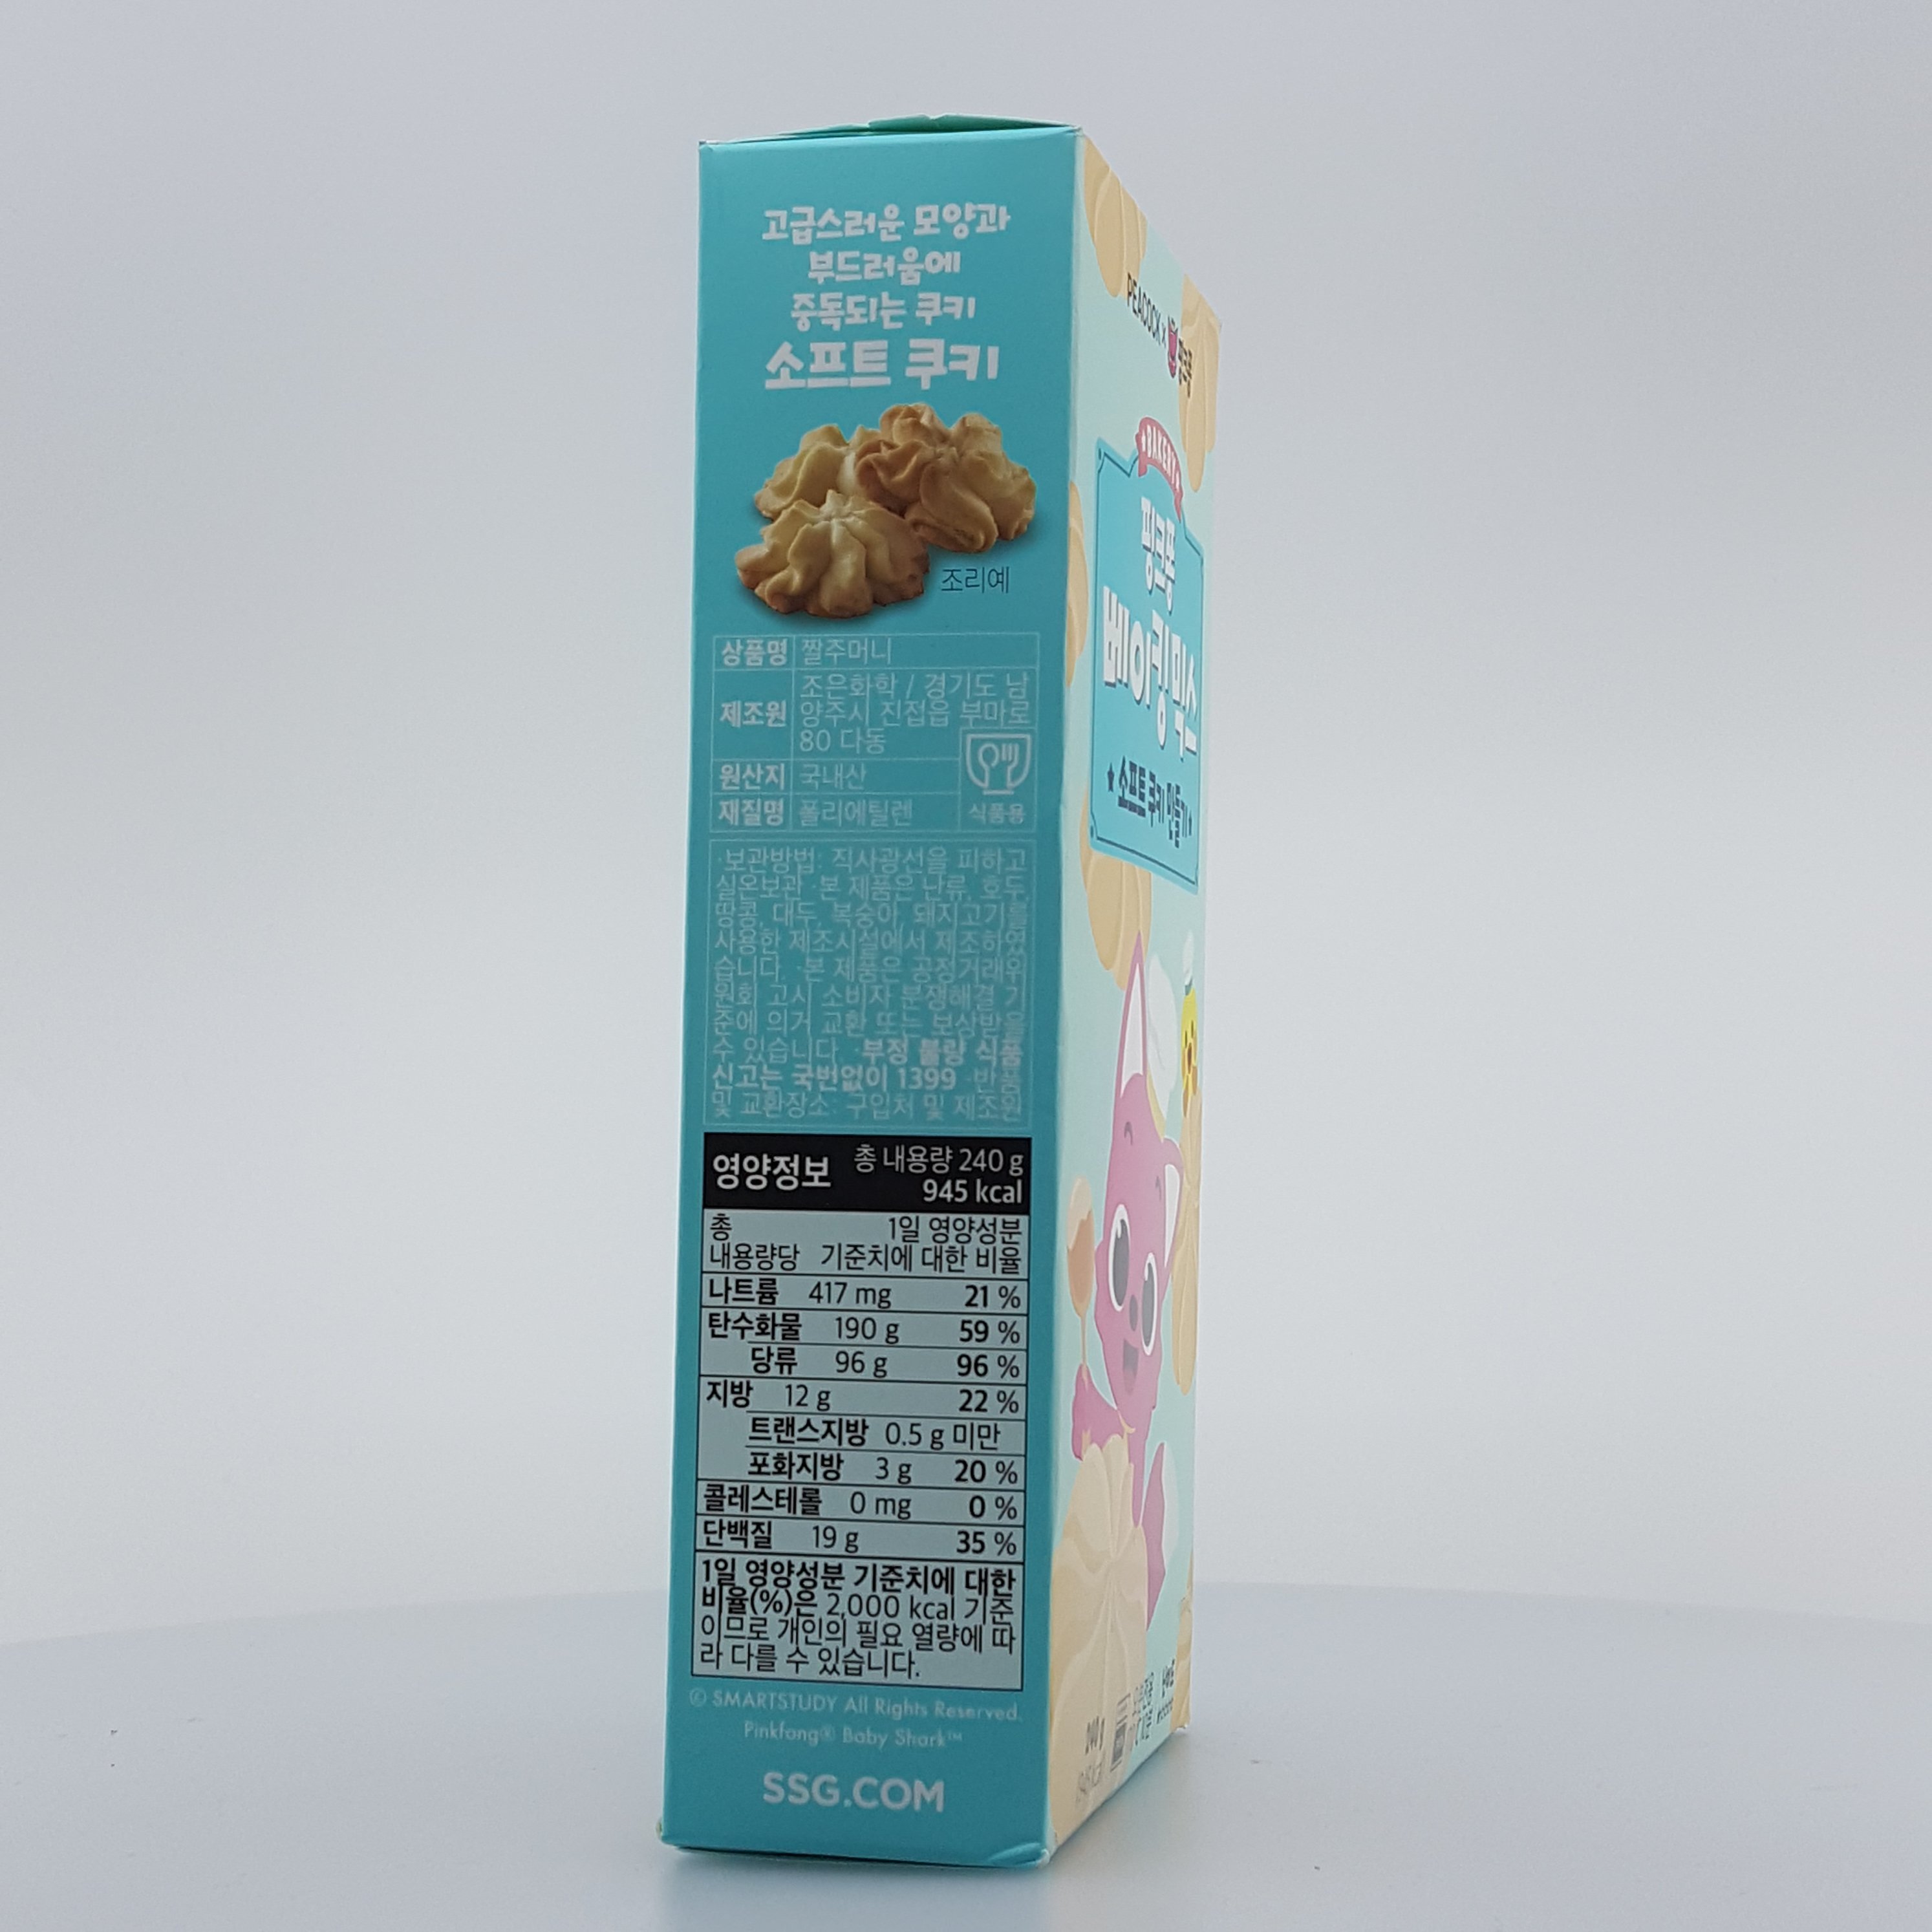 고급스러운 모양과
부드러움에
중독되는 쿠키
소프트 쿠키
조리예
상품명 짤주머니
제조원 조은화학 / 경기도 남
양주시 진접읍 부마로
80 다동
원산지 국내산
재질명 폴리에틸렌
식품용
·보관방법: 직사광선을 피하고
실온보관 ·본 제품은 난류, 호두,
땅콩, 대두, 복숭아, 돼지고기를
사용한 제조시설에서 제조하였
습니다. ·본 제품은 공정거래위
원회 고시 소비자 분쟁해결 기
준에 의거 교환 또는 보상받을
수 있습니다. ·부정 불량 식품
신고는 국번없이 1399 ·반품
및 교환장소: 구입처 및 제조원
영양정보 총 내용량 240 g
945 kcal
총 1일 영양성분
내용량당 기준치에 대한 비율
나트륨 417 mg 21 %
탄수화물 190 g 59 %
당류 96 g 96 %
지방 12 g 22 %
트랜스지방 0.5 g 미만
포화지방 3 g 20 %
콜레스테롤 0 mg 0 %
단백질 19 g 35 %
1일 영양성분 기준치에 대한
비율(%)은 2,000 kcal 기준
이므로 개인의 필요 열량에 따
라 다를 수 있습니다.
© SMARTSTUDY All Rights Reserved.
Pinkfong® Baby Shark™
SSG.COM
PEACOCK × 핑크퐁
BAKERY
핑크퐁
베이킹믹스
소프트 쿠키 만들기
240 g
945 kcal